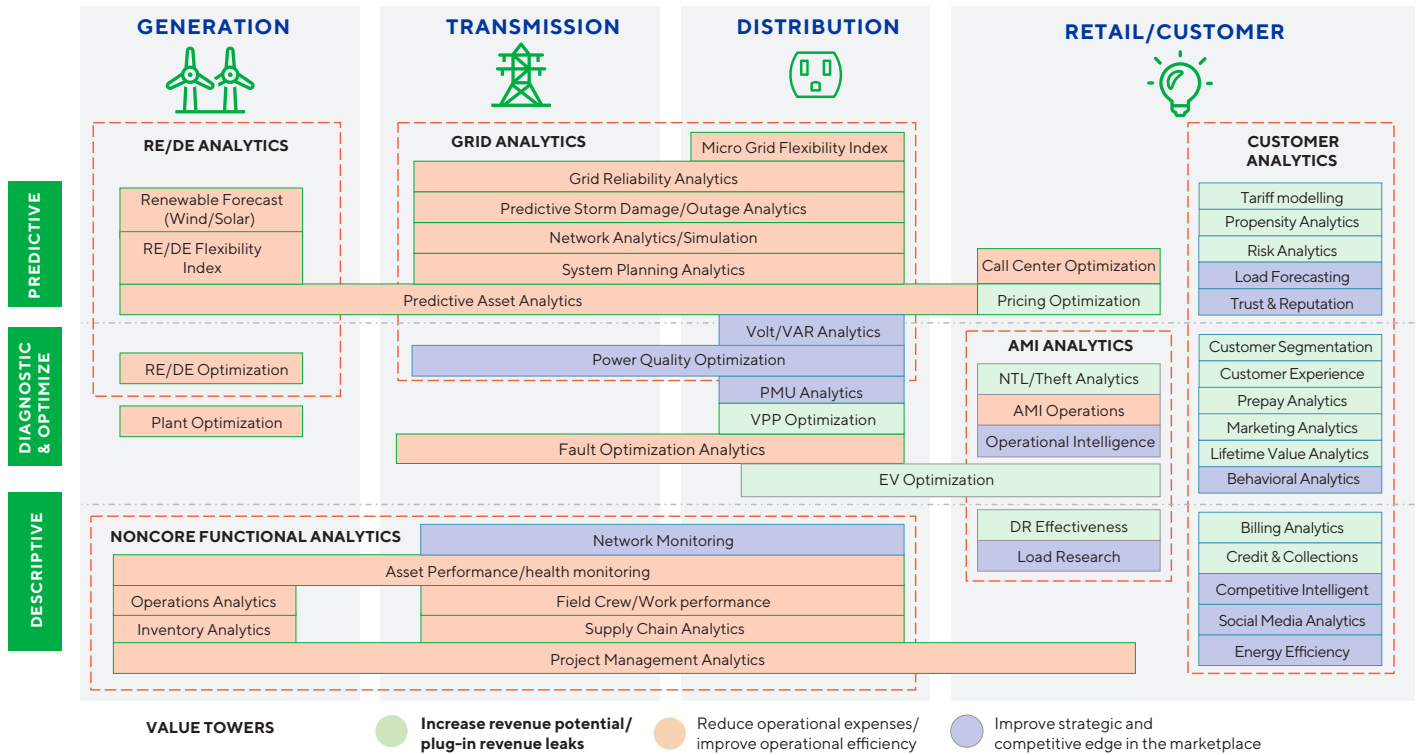 GENERATION
TRANSMISSION
DISTRIBUTION
RETAIL/CUSTOMER
PREDICTIVE
DIAGNOSTIC
& OPTIMIZE
DESCRIPTIVE
RE/DE ANALYTICS
Renewable Forecast
(Wind/Solar)
RE/DE Flexibility
Index
GRID ANALYTICS
Micro Grid Flexibility Index
Grid Reliability Analytics
Predictive Storm Damage/Outage Analytics
Network Analytics/Simulation
System Planning Analytics
Predictive Asset Analytics
Call Center Optimization
Pricing Optimization
CUSTOMER
ANALYTICS
Tariff modelling
Propensity Analytics
Risk Analytics
Load Forecasting
Trust & Reputation
RE/DE Optimization
Plant Optimization
Volt/VAR Analytics
Power Quality Optimization
PMU Analytics
VPP Optimization
Fault Optimization Analytics
EV Optimization
AMI ANALYTICS
NTL/Theft Analytics
AMI Operations
Operational Intelligence
DR Effectiveness
Load Research
Customer Segmentation
Customer Experience
Prepay Analytics
Marketing Analytics
Lifetime Value Analytics
Behavioral Analytics
NONCORE FUNCTIONAL ANALYTICS
Network Monitoring
Asset Performance/health monitoring
Operations Analytics
Field Crew/Work performance
Inventory Analytics
Supply Chain Analytics
Project Management Analytics
Billing Analytics
Credit & Collections
Competitive Intelligent
Social Media Analytics
Energy Efficiency
VALUE TOWERS
Increase revenue potential/
plug-in revenue leaks
Reduce operational expenses/
improve operational efficiency
Improve strategic and
competitive edge in the marketplace